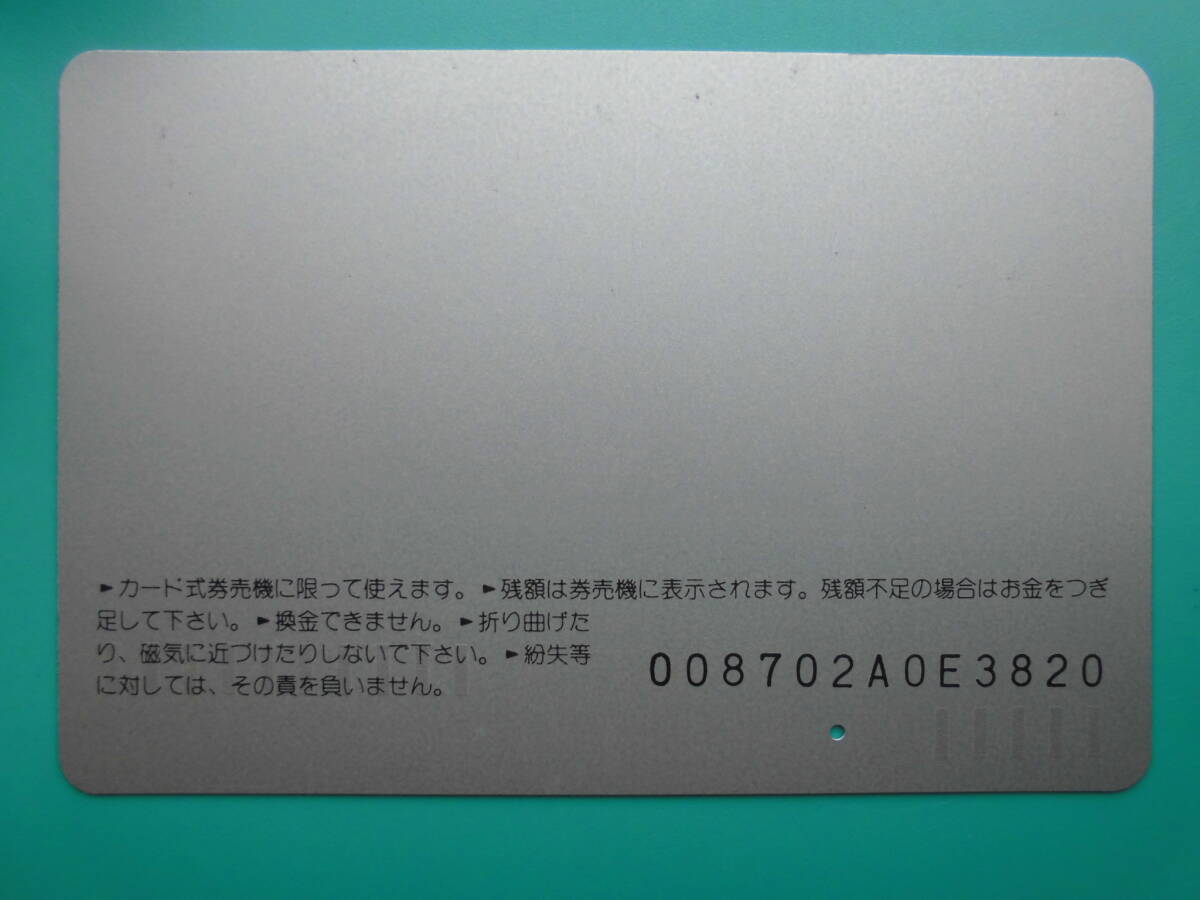 ►カード式券売機に限って使えます。►残額は券売機に表示されます。残額不足の場合はお金をつぎ
足して下さい。►換金できません。►折り曲げた
り、磁気に近づけたりしないで下さい。►紛失等
に対しては、その責を負いません。
008702A0E3820